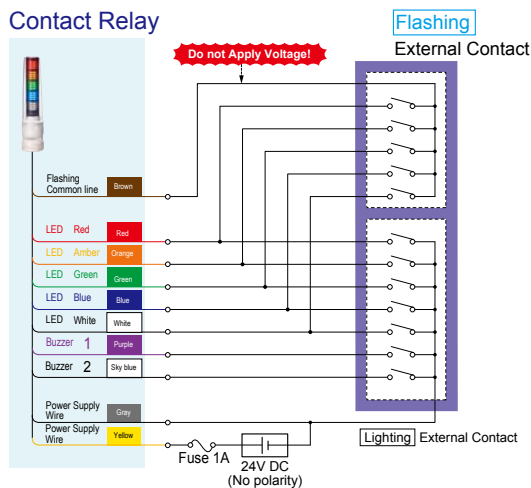 Contact Relay
Flashing
External Contact
Do not Apply Voltage!
Flashing
Common line
Brown
LED Red
Red
LED Amber
Orange
LED Green
Green
LED Blue
Blue
LED White
White
Buzzer 1
Purple
Buzzer 2
Sky blue
Power Supply
Wire
Gray
Power Supply
Wire
Yellow
Fuse 1A
24V DC
(No polarity)
Lighting External Contact